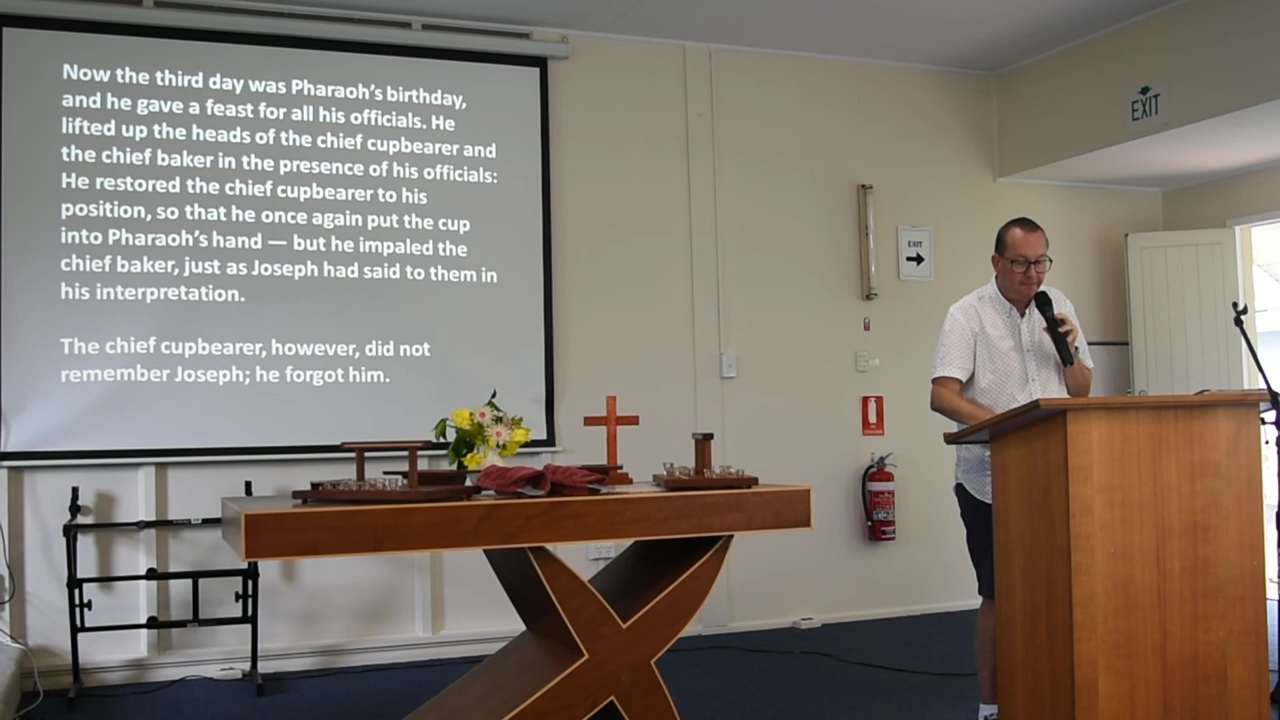 Now the third day was Pharaoh's birthday,
and he gave a feast for all his officials. He
lifted up the heads of the chief cupbearer and
the chief baker in the presence of his officials:
He restored the chief cupbearer to his
position, so that he once again put the cup
into Pharaoh's hand — but he impaled the
chief baker, just as Joseph had said to them in
his interpretation.
The chief cupbearer, however, did not
remember Joseph; he forgot him.
EXIT
EXIT